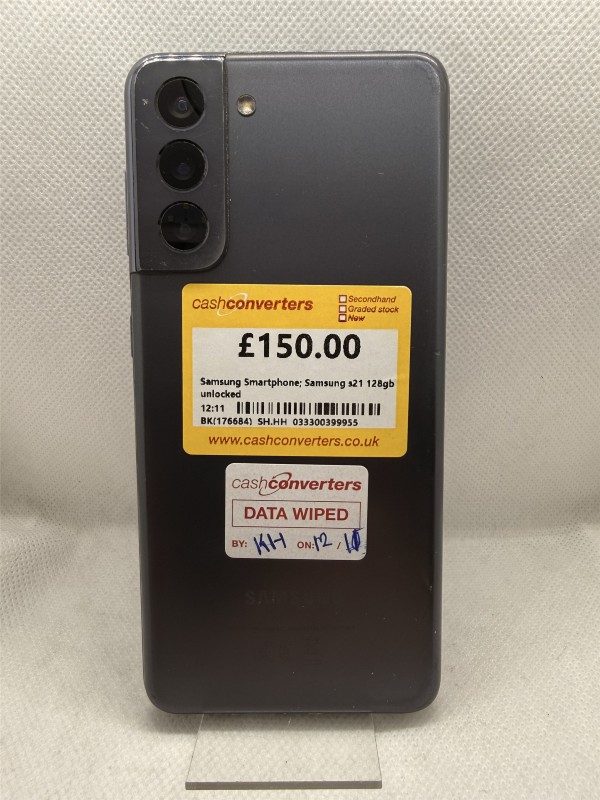 cashconverters
Secondhand
Graded stock
New
£150.00
Samsung Smartphone; Samsung s21 128gb
unlocked
12:11
BK(176684) SH.HH 033300399955
www.cashconverters.co.uk
cashconverters
DATA WIPED
BY: KH ON: 12 /
SAMSUNG